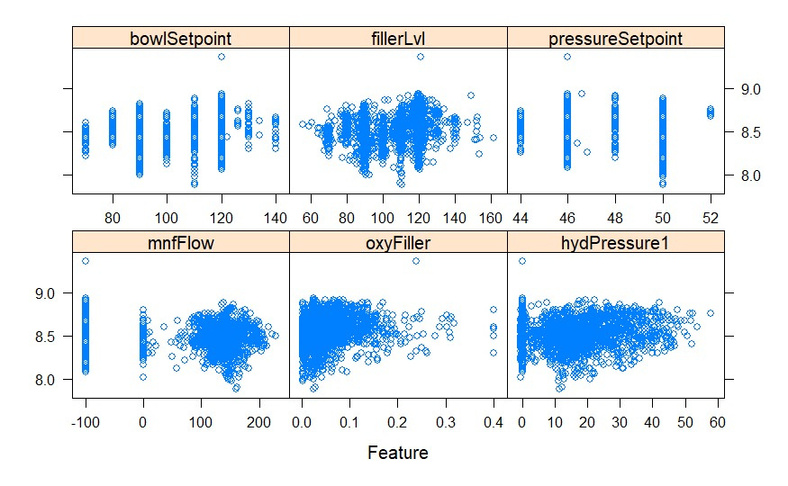 bowlSetpoint fillerLvl pressureSetpoint
9.0
8.5
8.0
80 100 120 140 60 80 100 120 140 160 44 46 48 50 52
mnfFlow oxyFiller hydPressure1
9.0
8.5
8.0
-100 0 100 200 0 0.1 0.2 0.3 0.4 0 10 20 30 40 50 60
Feature